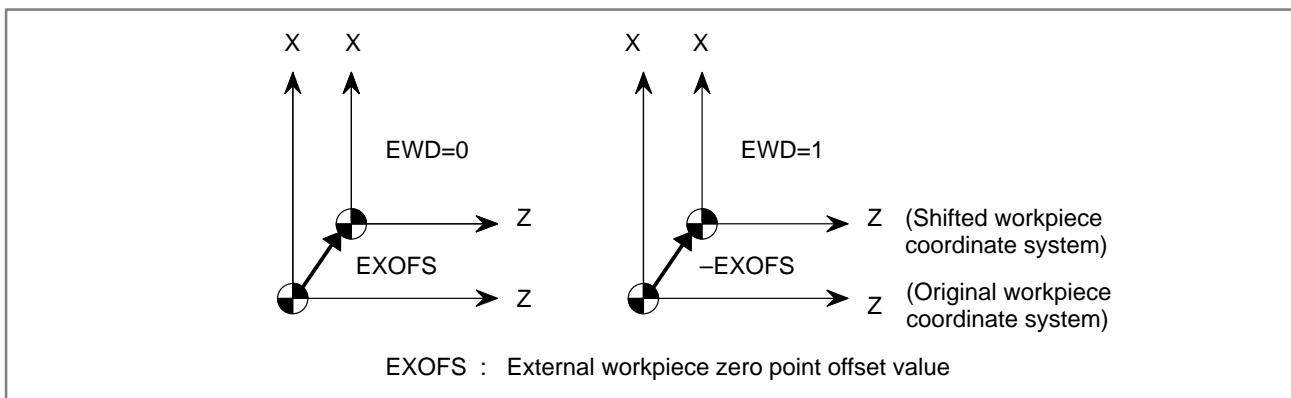 X X X X
EWD=0 EWD=1
Z Z (Shifted workpiece
coordinate system)
EXOFS –EXOFS
Z Z (Original workpiece
coordinate system)
EXOFS : External workpiece zero point offset value